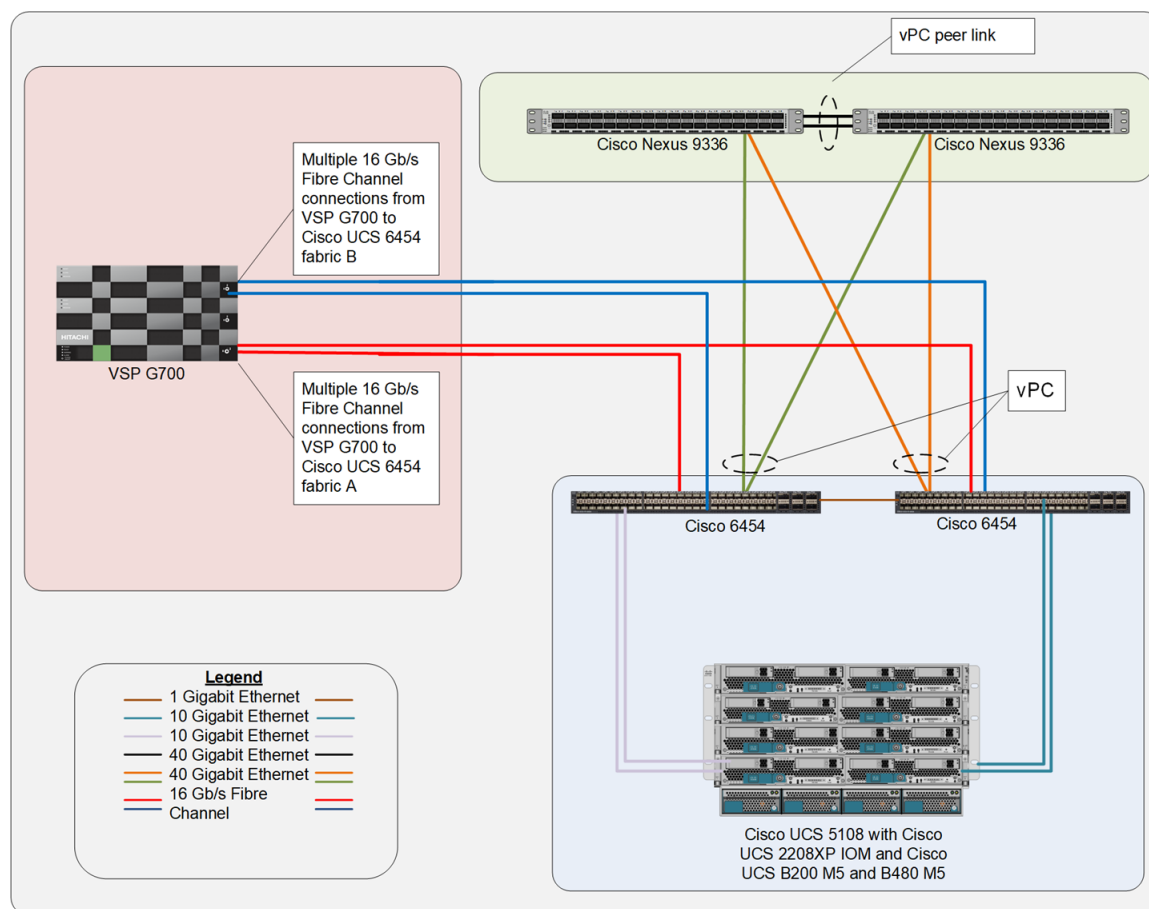 vPC peer link
Cisco Nexus 9336
Cisco Nexus 9336
Multiple 16 Gb/s
Fibre Channel
connections from
VSP G700 to
Cisco UCS 6454
fabric B
HITACHI
VSP G700
Multiple 16 Gb/s
Fibre Channel
connections from
VSP G700 to
Cisco UCS 6454
fabric A
vPC
Cisco 6454
Cisco 6454
Legend
1 Gigabit Ethernet
10 Gigabit Ethernet
10 Gigabit Ethernet
40 Gigabit Ethernet
40 Gigabit Ethernet
16 Gb/s Fibre
Channel
Cisco UCS 5108 with Cisco
UCS 2208XP IOM and Cisco
UCS B200 M5 and B480 M5